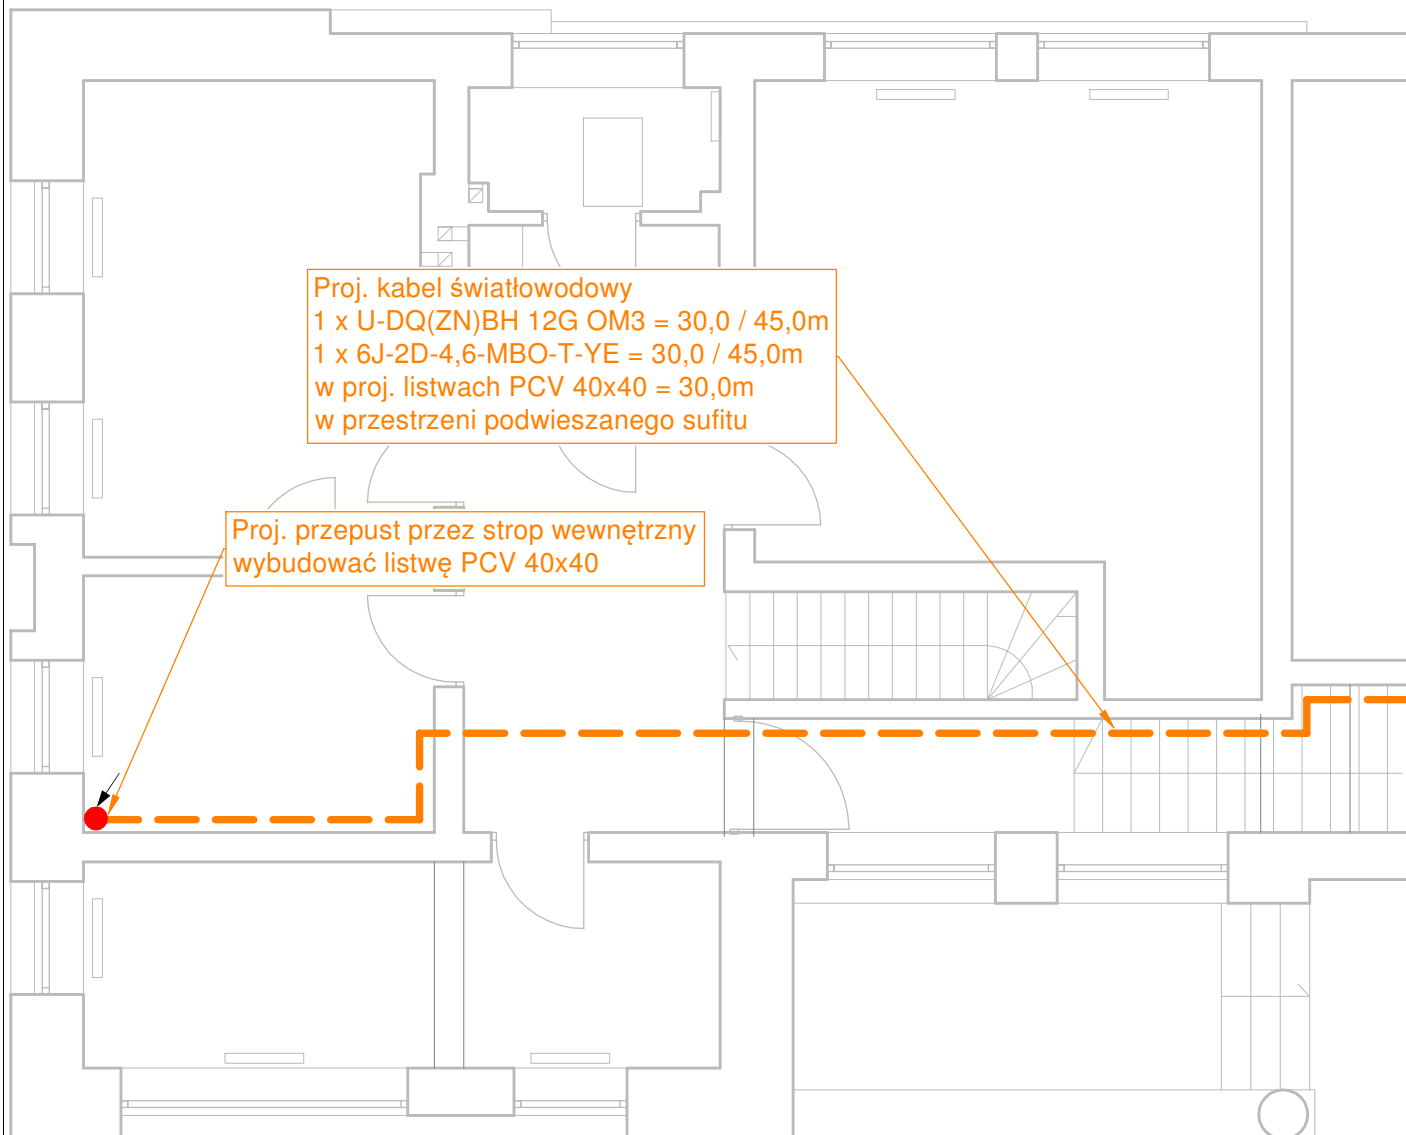 Proj. kabel światłowodowy
1 x U-DQ(ZN)BH 12G OM3 = 30,0 / 45,0m
1 x 6J-2D-4,6-MBO-T-YE = 30,0 / 45,0m
w proj. listwach PCV 40x40 = 30,0m
w przestrzeni podwieszanego sufitu
Proj. przepust przez strop wewnętrzny
wybudować listwę PCV 40x40